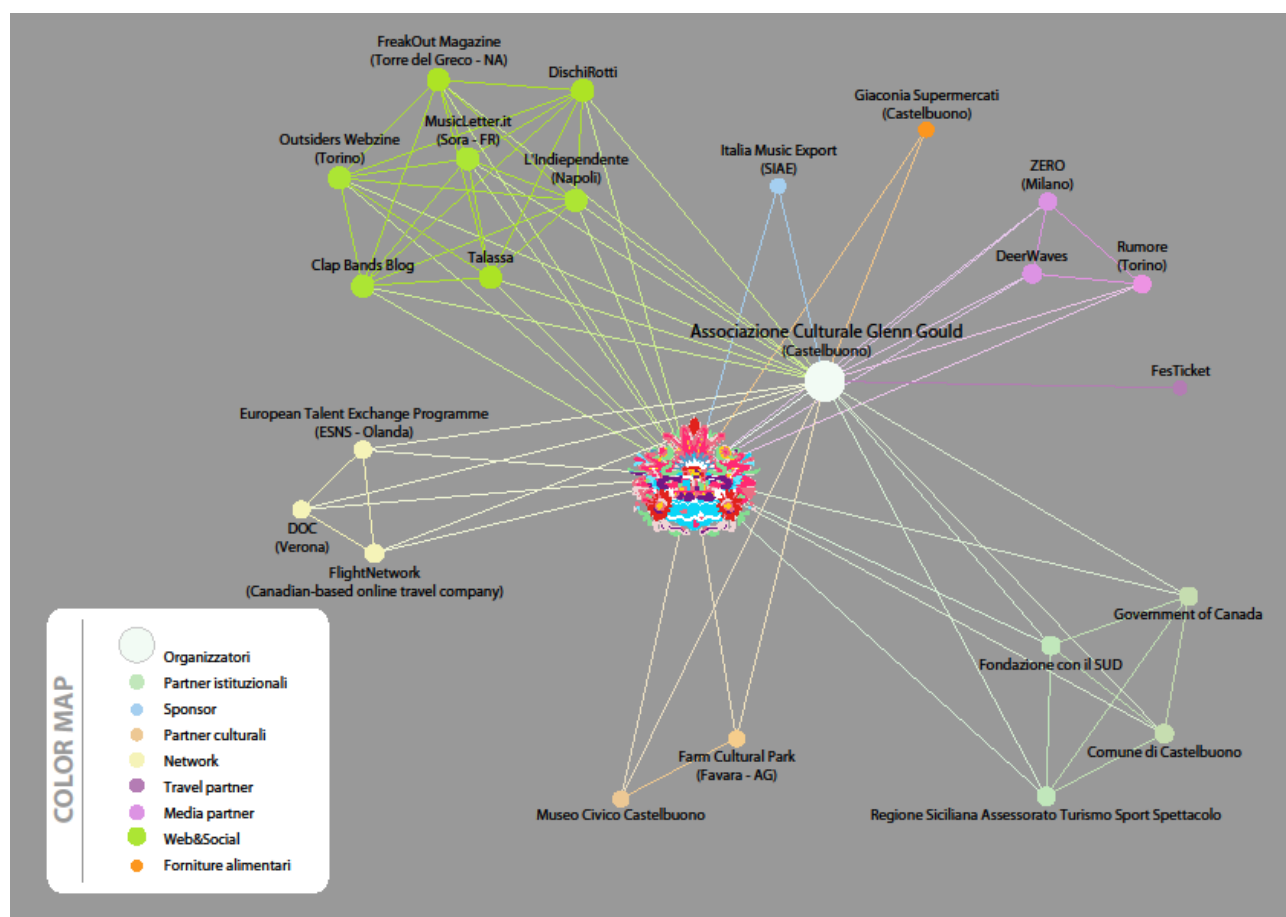 FreakOut Magazine
(Torre del Greco - NA)
DischiRotti
Giaconia Supermercati
(Castelbuono)
MusicLetter.it
(Sora - FR)
Outsiders Webzine
(Torino)
L'Indiependente
(Napoli)
Italia Music Export
(SIAE)
ZERO
(Milano)
Clap Bands Blog
Talassa
DeerWaves
Rumore
(Torino)
Associazione Culturale Glenn Gould
(Castelbuono)
FesTicket
European Talent Exchange Programme
(ESNS - Olanda)
DOC
(Verona)
FlightNetwork
(Canadian-based online travel company)
Government of Canada
Fondazione con il SUD
Comune di Castelbuono
Farm Cultural Park
(Favara - AG)
Museo Civico Castelbuono
Regione Siciliana Assessorato Turismo Sport Spettacolo
COLOR MAP
Organizzatori
Partner istituzionali
Sponsor
Partner culturali
Network
Travel partner
Media partner
Web&Social
Forniture alimentari